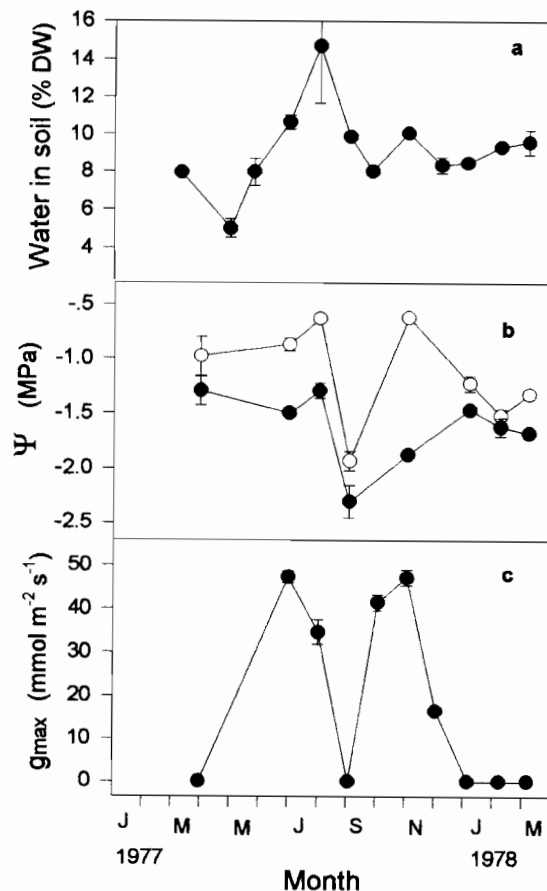 16
14
12
10
8
6
4
Water in soil (% DW)
a
-.5
-1.0
-1.5
-2.0
-2.5
Ψ (MPa)
b
50
40
30
20
10
0
gmax (mmol m⁻² s⁻¹)
c
J M M J S N J M
1977 1978
Month